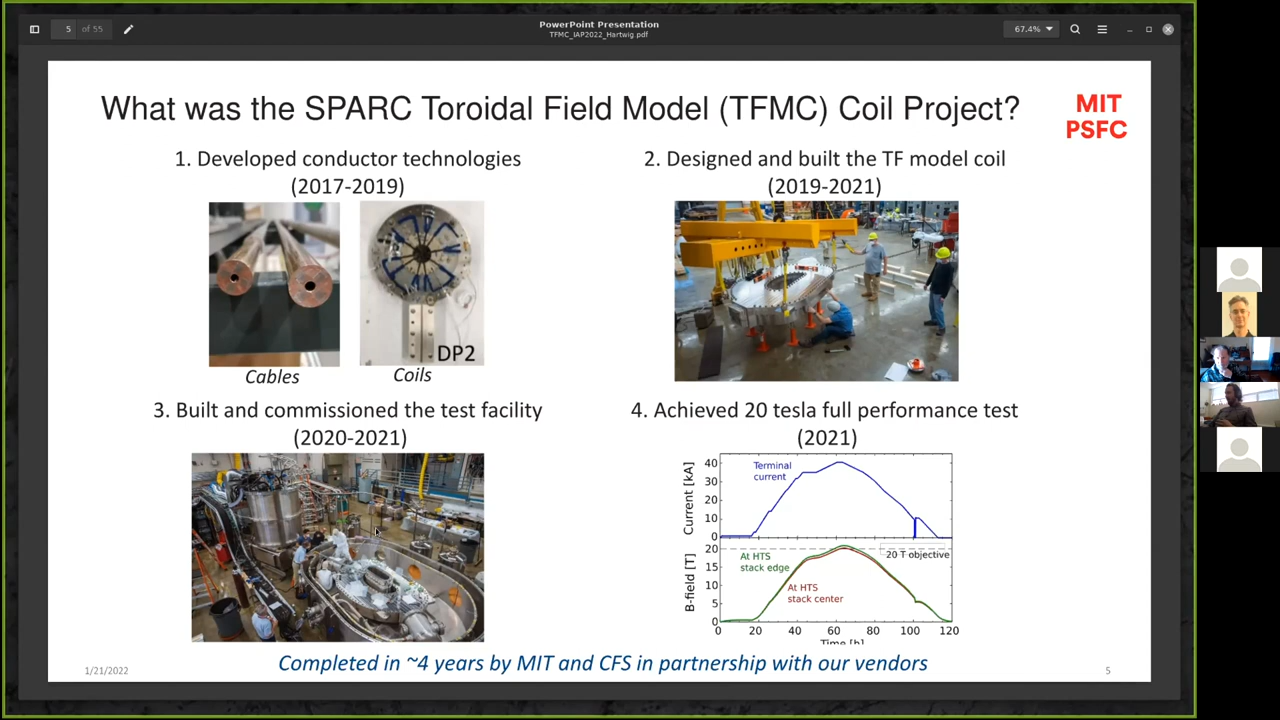 PowerPoint Presentation
TFMC_IAP2022_Hartwig.pdf
5 of 55
67.4%
What was the SPARC Toroidal Field Model (TFMC) Coil Project?
MIT
PSFC
1. Developed conductor technologies
(2017-2019)
DP2
Cables
Coils
2. Designed and built the TF model coil
(2019-2021)
3. Built and commissioned the test facility
(2020-2021)
4. Achieved 20 tesla full performance test
(2021)
Current [kA]
40
30
20
10
0
Terminal
current
B-field [T]
20
15
10
5
0
At HTS
stack edge
20 T objective
At HTS
stack center
0 20 40 60 80 100 120
Time [h]
Completed in ~4 years by MIT and CFS in partnership with our vendors
1/21/2022
5